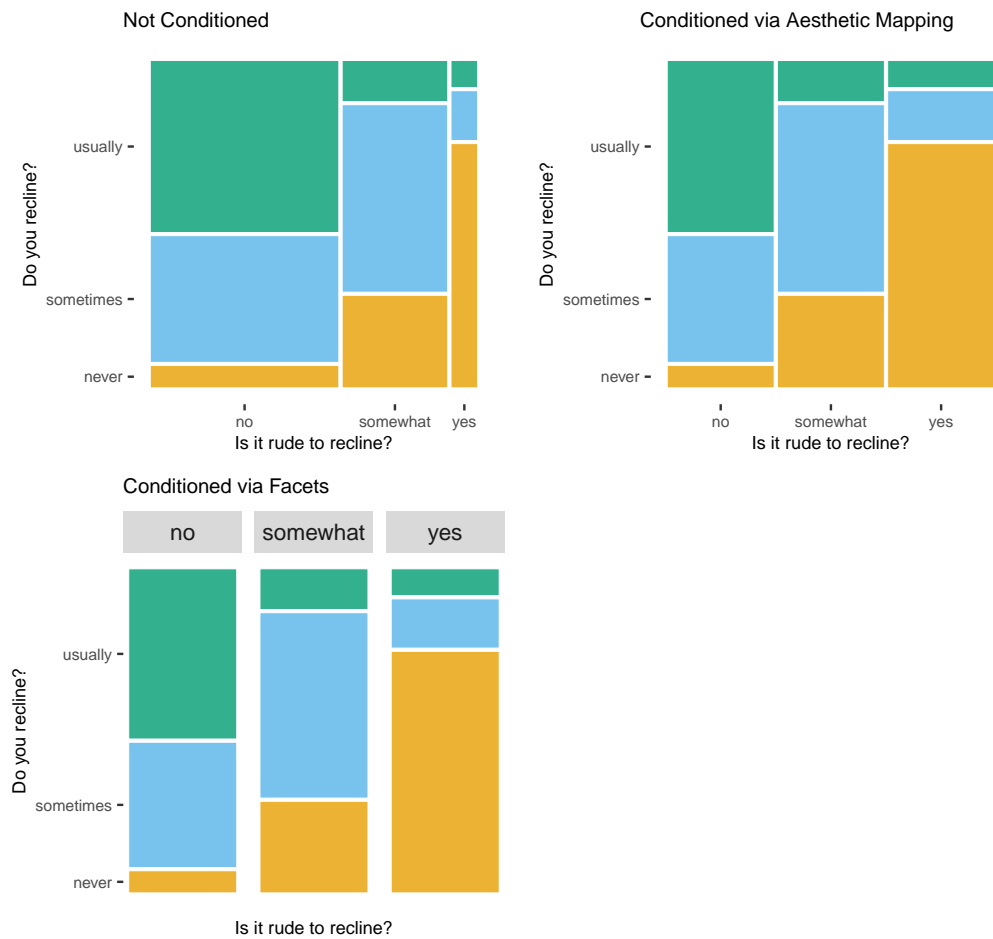 Not Conditioned
Do you recline?
usually
sometimes
never
no somewhat yes
Is it rude to recline?
Conditioned via Aesthetic Mapping
Do you recline?
usually
sometimes
never
no somewhat yes
Is it rude to recline?
Conditioned via Facets
no somewhat yes
Do you recline?
usually
sometimes
never
Is it rude to recline?